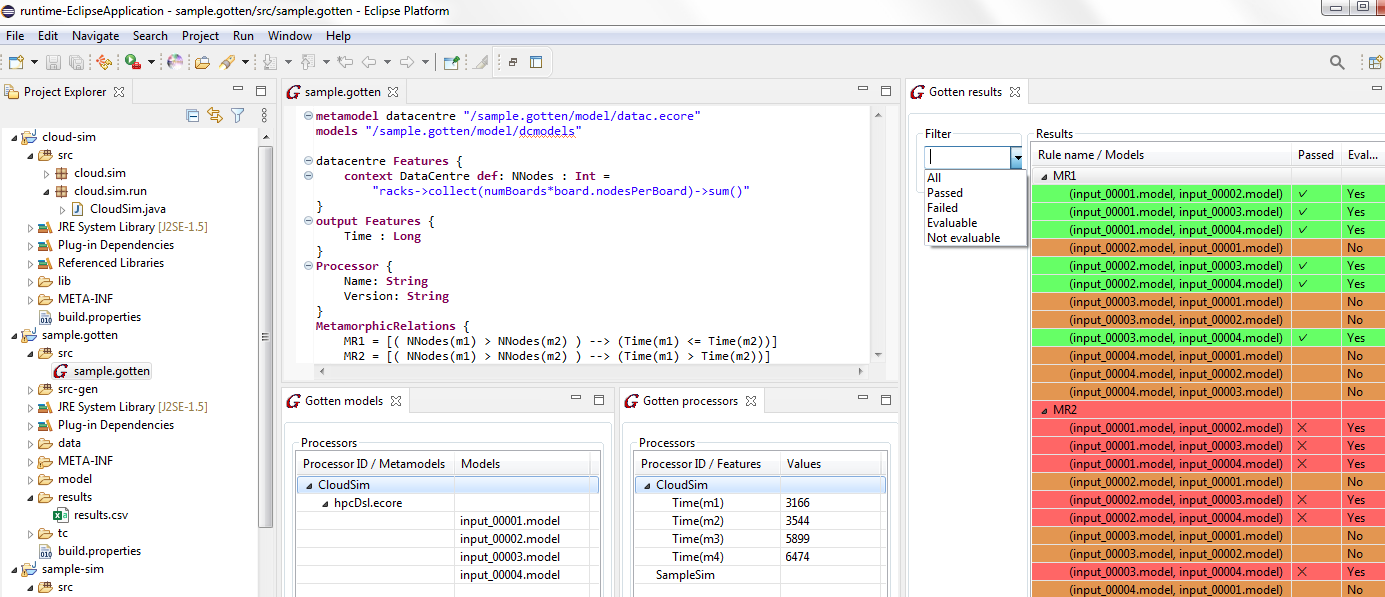 runtime-EclipseApplication - sample.gotten/src/sample.gotten - Eclipse Platform
File Edit Navigate Search Project Run Window Help
Project Explorer
cloud-sim
src
cloud.sim
cloud.sim.run
CloudSim.java
JRE System Library [J2SE-1.5]
Plug-in Dependencies
Referenced Libraries
lib
META-INF
build.properties
sample.gotten
src
sample.gotten
src-gen
JRE System Library [J2SE-1.5]
Plug-in Dependencies
data
META-INF
model
results
results.csv
tc
build.properties
sample-sim
src
sample.gotten
metamodel datacentre "/sample.gotten/model/datac.ecore"
models "/sample.gotten/model/dcmodels"
datacentre Features {
context DataCentre def: NNodes : Int =
"racks->collect(numBoards*board.nodesPerBoard)->sum()"
}
output Features {
Time : Long
}
Processor {
Name: String
Version: String
}
MetamorphicRelations {
MR1 = [( NNodes(m1) > NNodes(m2) ) --> (Time(m1) <= Time(m2))]
MR2 = [( NNodes(m1) > NNodes(m2) ) --> (Time(m1) > Time(m2))]
Gotten models
Processors
Processor ID / Metamodels Models
CloudSim
hpcDsl.ecore
input_00001.model
input_00002.model
input_00003.model
input_00004.model
Gotten processors
Processors
Processor ID / Features Values
CloudSim
Time(m1) 3166
Time(m2) 3544
Time(m3) 5899
Time(m4) 6474
SampleSim
Gotten results
Filter
All
Passed
Failed
Evaluable
Not evaluable
Results
Rule name / Models Passed Eval...
MR1
(input_00001.model, input_00002.model) ✓ Yes
(input_00001.model, input_00003.model) ✓ Yes
(input_00001.model, input_00004.model) ✓ Yes
(input_00002.model, input_00001.model) No
(input_00002.model, input_00003.model) ✓ Yes
(input_00002.model, input_00004.model) ✓ Yes
(input_00003.model, input_00001.model) No
(input_00003.model, input_00002.model) No
(input_00003.model, input_00004.model) ✓ Yes
(input_00004.model, input_00001.model) No
(input_00004.model, input_00002.model) No
(input_00004.model, input_00003.model) No
MR2
(input_00001.model, input_00002.model) ✗ Yes
(input_00001.model, input_00003.model) ✗ Yes
(input_00001.model, input_00004.model) ✗ Yes
(input_00002.model, input_00001.model) No
(input_00002.model, input_00003.model) ✗ Yes
(input_00002.model, input_00004.model) ✗ Yes
(input_00003.model, input_00001.model) No
(input_00003.model, input_00002.model) No
(input_00003.model, input_00004.model) ✗ Yes
(input_00004.model, input_00001.model) No